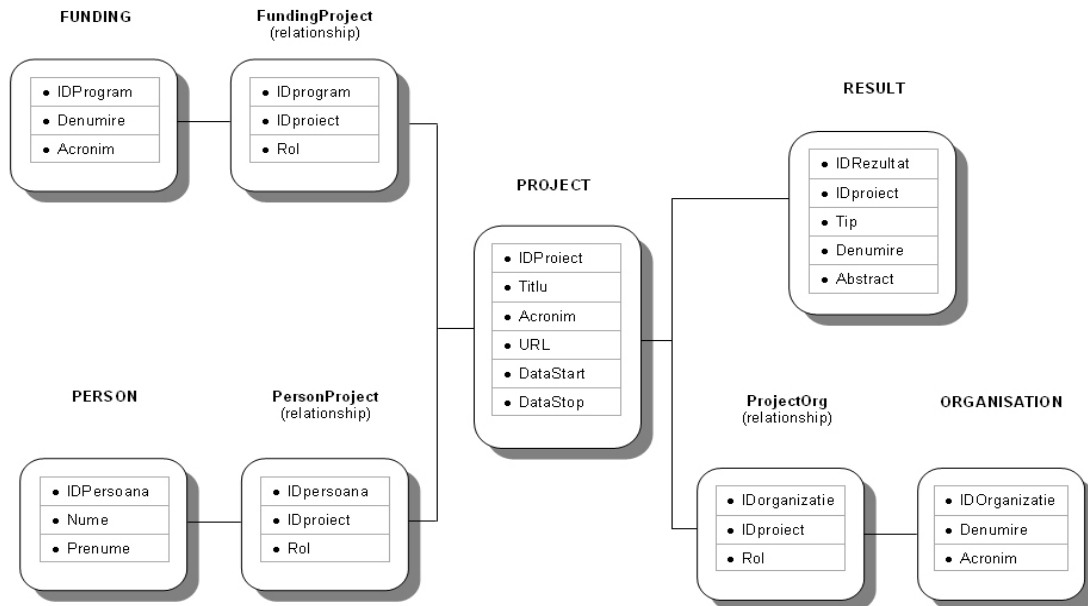 FUNDING
IDProgram
Denumire
Acronim
FundingProject
(relationship)
IDprogram
IDproiect
Rol
PROJECT
IDProiect
Titlu
Acronim
URL
DataStart
DataStop
RESULT
IDRezultat
IDproiect
Tip
Denumire
Abstract
PERSON
IDPersoana
Nume
Prenume
PersonProject
(relationship)
IDpersoana
IDproiect
Rol
ProjectOrg
(relationship)
IDorganizatie
IDproiect
Rol
ORGANISATION
IDOrganizatie
Denumire
Acronim